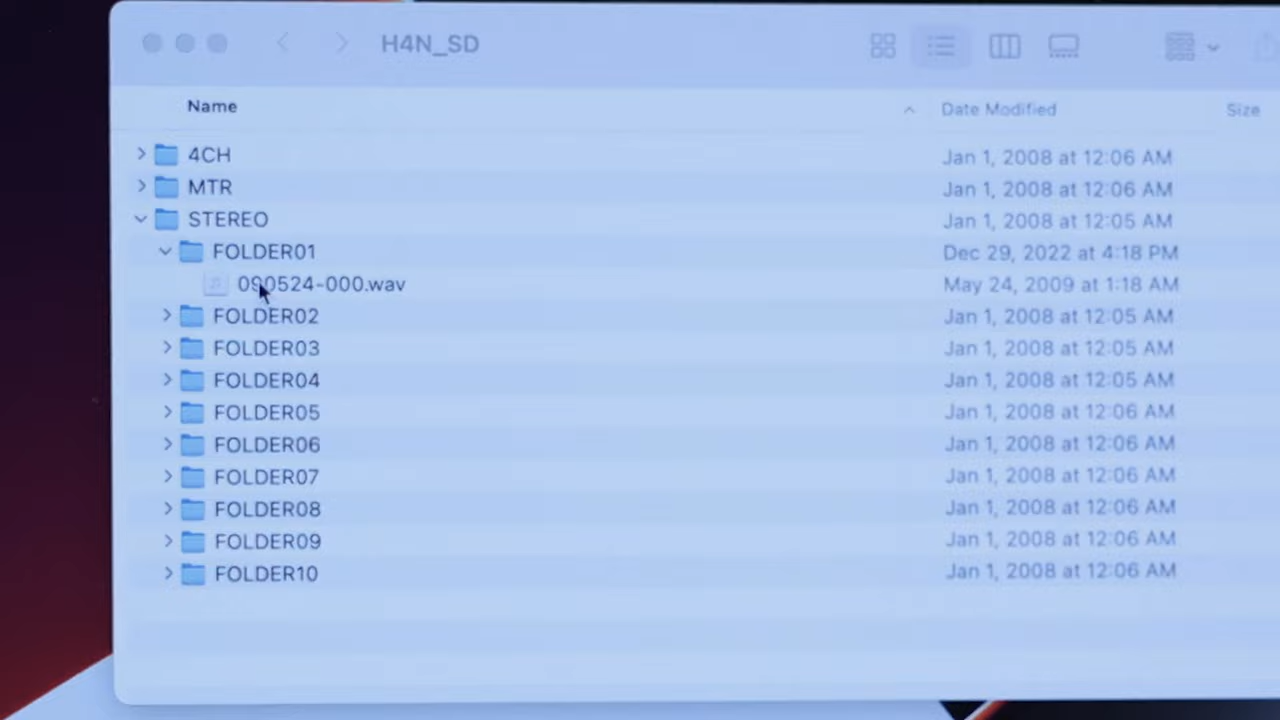 H4N_SD
Name Date Modified Size
4CH Jan 1, 2008 at 12:06 AM
MTR Jan 1, 2008 at 12:06 AM
STEREO Jan 1, 2008 at 12:05 AM
FOLDER01 Dec 29, 2022 at 4:18 PM
090524-000.wav May 24, 2009 at 1:18 AM
FOLDER02 Jan 1, 2008 at 12:05 AM
FOLDER03 Jan 1, 2008 at 12:05 AM
FOLDER04 Jan 1, 2008 at 12:05 AM
FOLDER05 Jan 1, 2008 at 12:06 AM
FOLDER06 Jan 1, 2008 at 12:06 AM
FOLDER07 Jan 1, 2008 at 12:06 AM
FOLDER08 Jan 1, 2008 at 12:06 AM
FOLDER09 Jan 1, 2008 at 12:06 AM
FOLDER10 Jan 1, 2008 at 12:06 AM